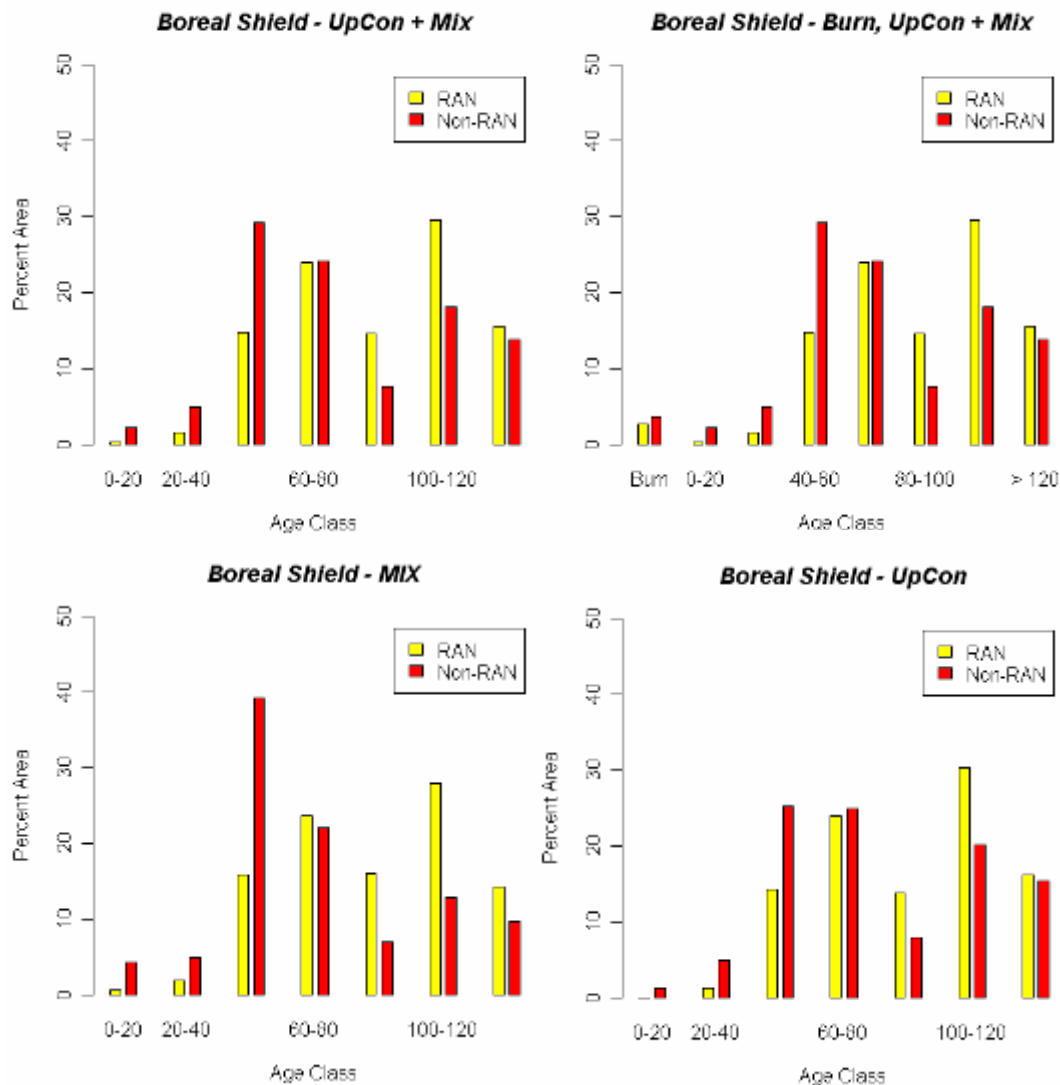 Boreal Shield - UpCon + Mix
50
40
30
20
10
0
Percent Area
RAN
Non-RAN
0-20 20-40 60-80 100-120
Age Class
Boreal Shield - Burn, UpCon + Mix
50
40
30
20
10
0
RAN
Non-RAN
Burn 0-20 40-60 80-100 > 120
Age Class
Boreal Shield - MIX
50
40
30
20
10
0
Percent Area
RAN
Non-RAN
0-20 20-40 60-80 100-120
Age Class
Boreal Shield - UpCon
50
40
30
20
10
0
Percent Area
RAN
Non-RAN
0-20 20-40 60-80 100-120
Age Class